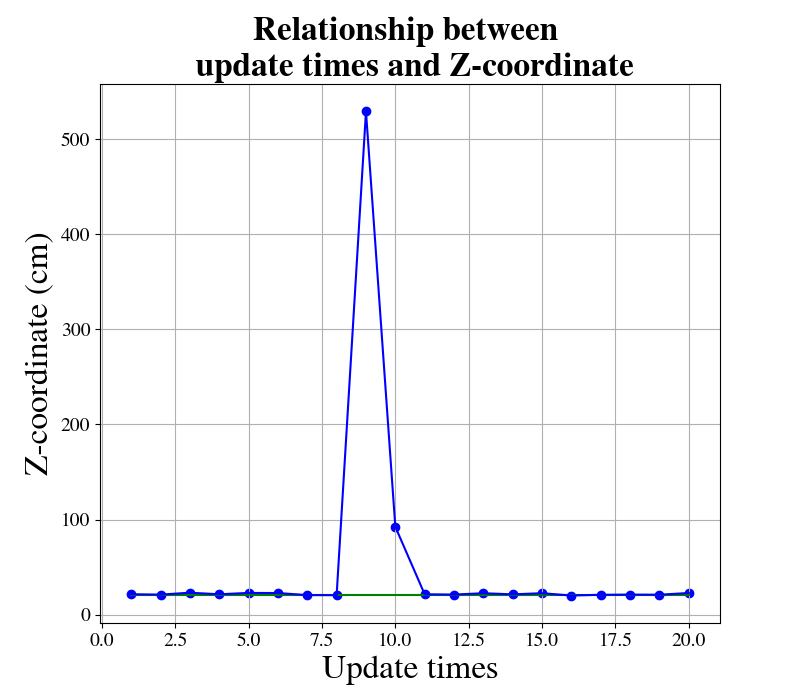 Relationship between
update times and Z-coordinate
Z-coordinate (cm)
500
400
300
200
100
0
0.0 2.5 5.0 7.5 10.0 12.5 15.0 17.5 20.0
Update times